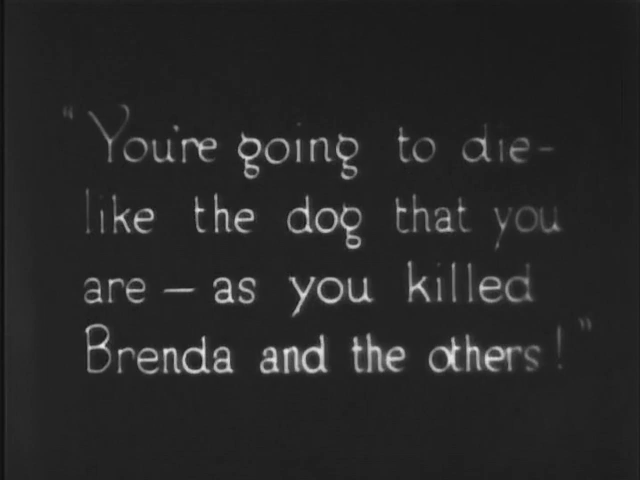 "You're going to die-
like the dog that you
are — as you killed
Brenda and the others!"